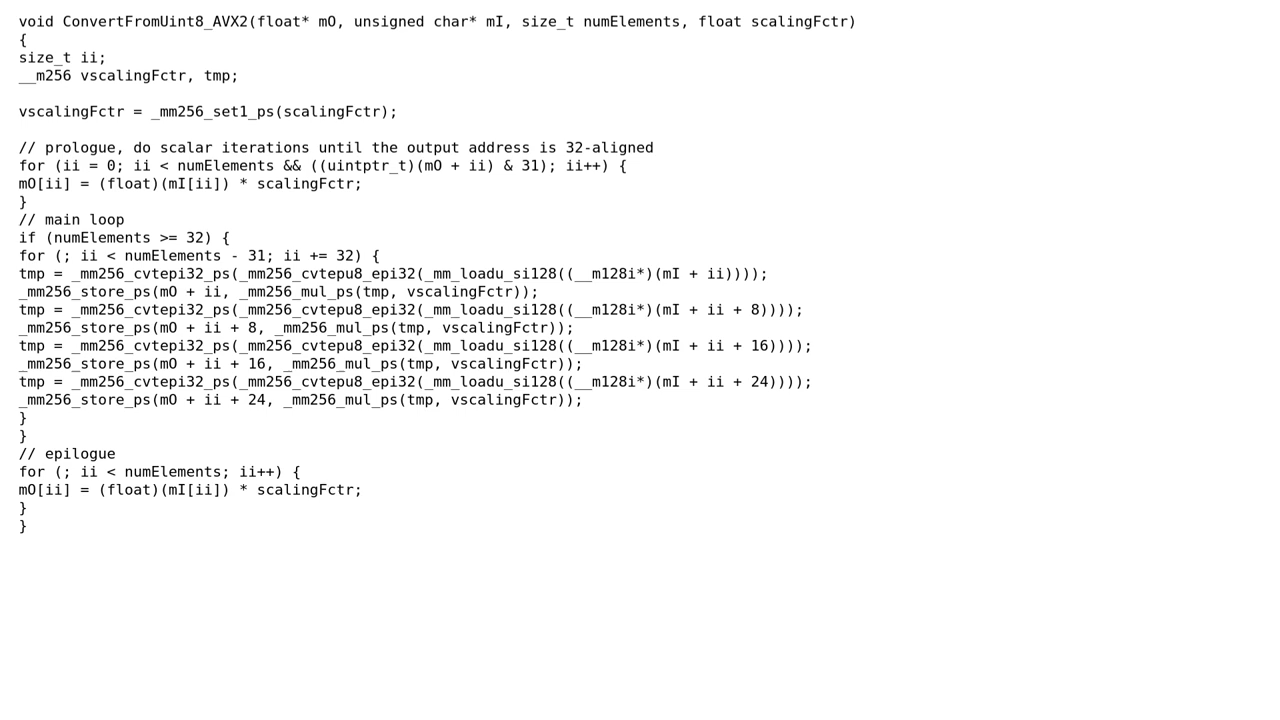 void ConvertFromUint8_AVX2(float* mO, unsigned char* mI, size_t numElements, float scalingFctr)
{
size_t ii;
__m256 vscalingFctr, tmp;

vscalingFctr = _mm256_set1_ps(scalingFctr);

// prologue, do scalar iterations until the output address is 32-aligned
for (ii = 0; ii < numElements && ((uintptr_t)(mO + ii) & 31); ii++) {
mO[ii] = (float)(mI[ii]) * scalingFctr;
}
// main loop
if (numElements >= 32) {
for (; ii < numElements - 31; ii += 32) {
tmp = _mm256_cvtepi32_ps(_mm256_cvtepu8_epi32(_mm_loadu_si128((__m128i*)(mI + ii))));
_mm256_store_ps(mO + ii, _mm256_mul_ps(tmp, vscalingFctr));
tmp = _mm256_cvtepi32_ps(_mm256_cvtepu8_epi32(_mm_loadu_si128((__m128i*)(mI + ii + 8))));
_mm256_store_ps(mO + ii + 8, _mm256_mul_ps(tmp, vscalingFctr));
tmp = _mm256_cvtepi32_ps(_mm256_cvtepu8_epi32(_mm_loadu_si128((__m128i*)(mI + ii + 16))));
_mm256_store_ps(mO + ii + 16, _mm256_mul_ps(tmp, vscalingFctr));
tmp = _mm256_cvtepi32_ps(_mm256_cvtepu8_epi32(_mm_loadu_si128((__m128i*)(mI + ii + 24))));
_mm256_store_ps(mO + ii + 24, _mm256_mul_ps(tmp, vscalingFctr));
}
}
// epilogue
for (; ii < numElements; ii++) {
mO[ii] = (float)(mI[ii]) * scalingFctr;
}
}